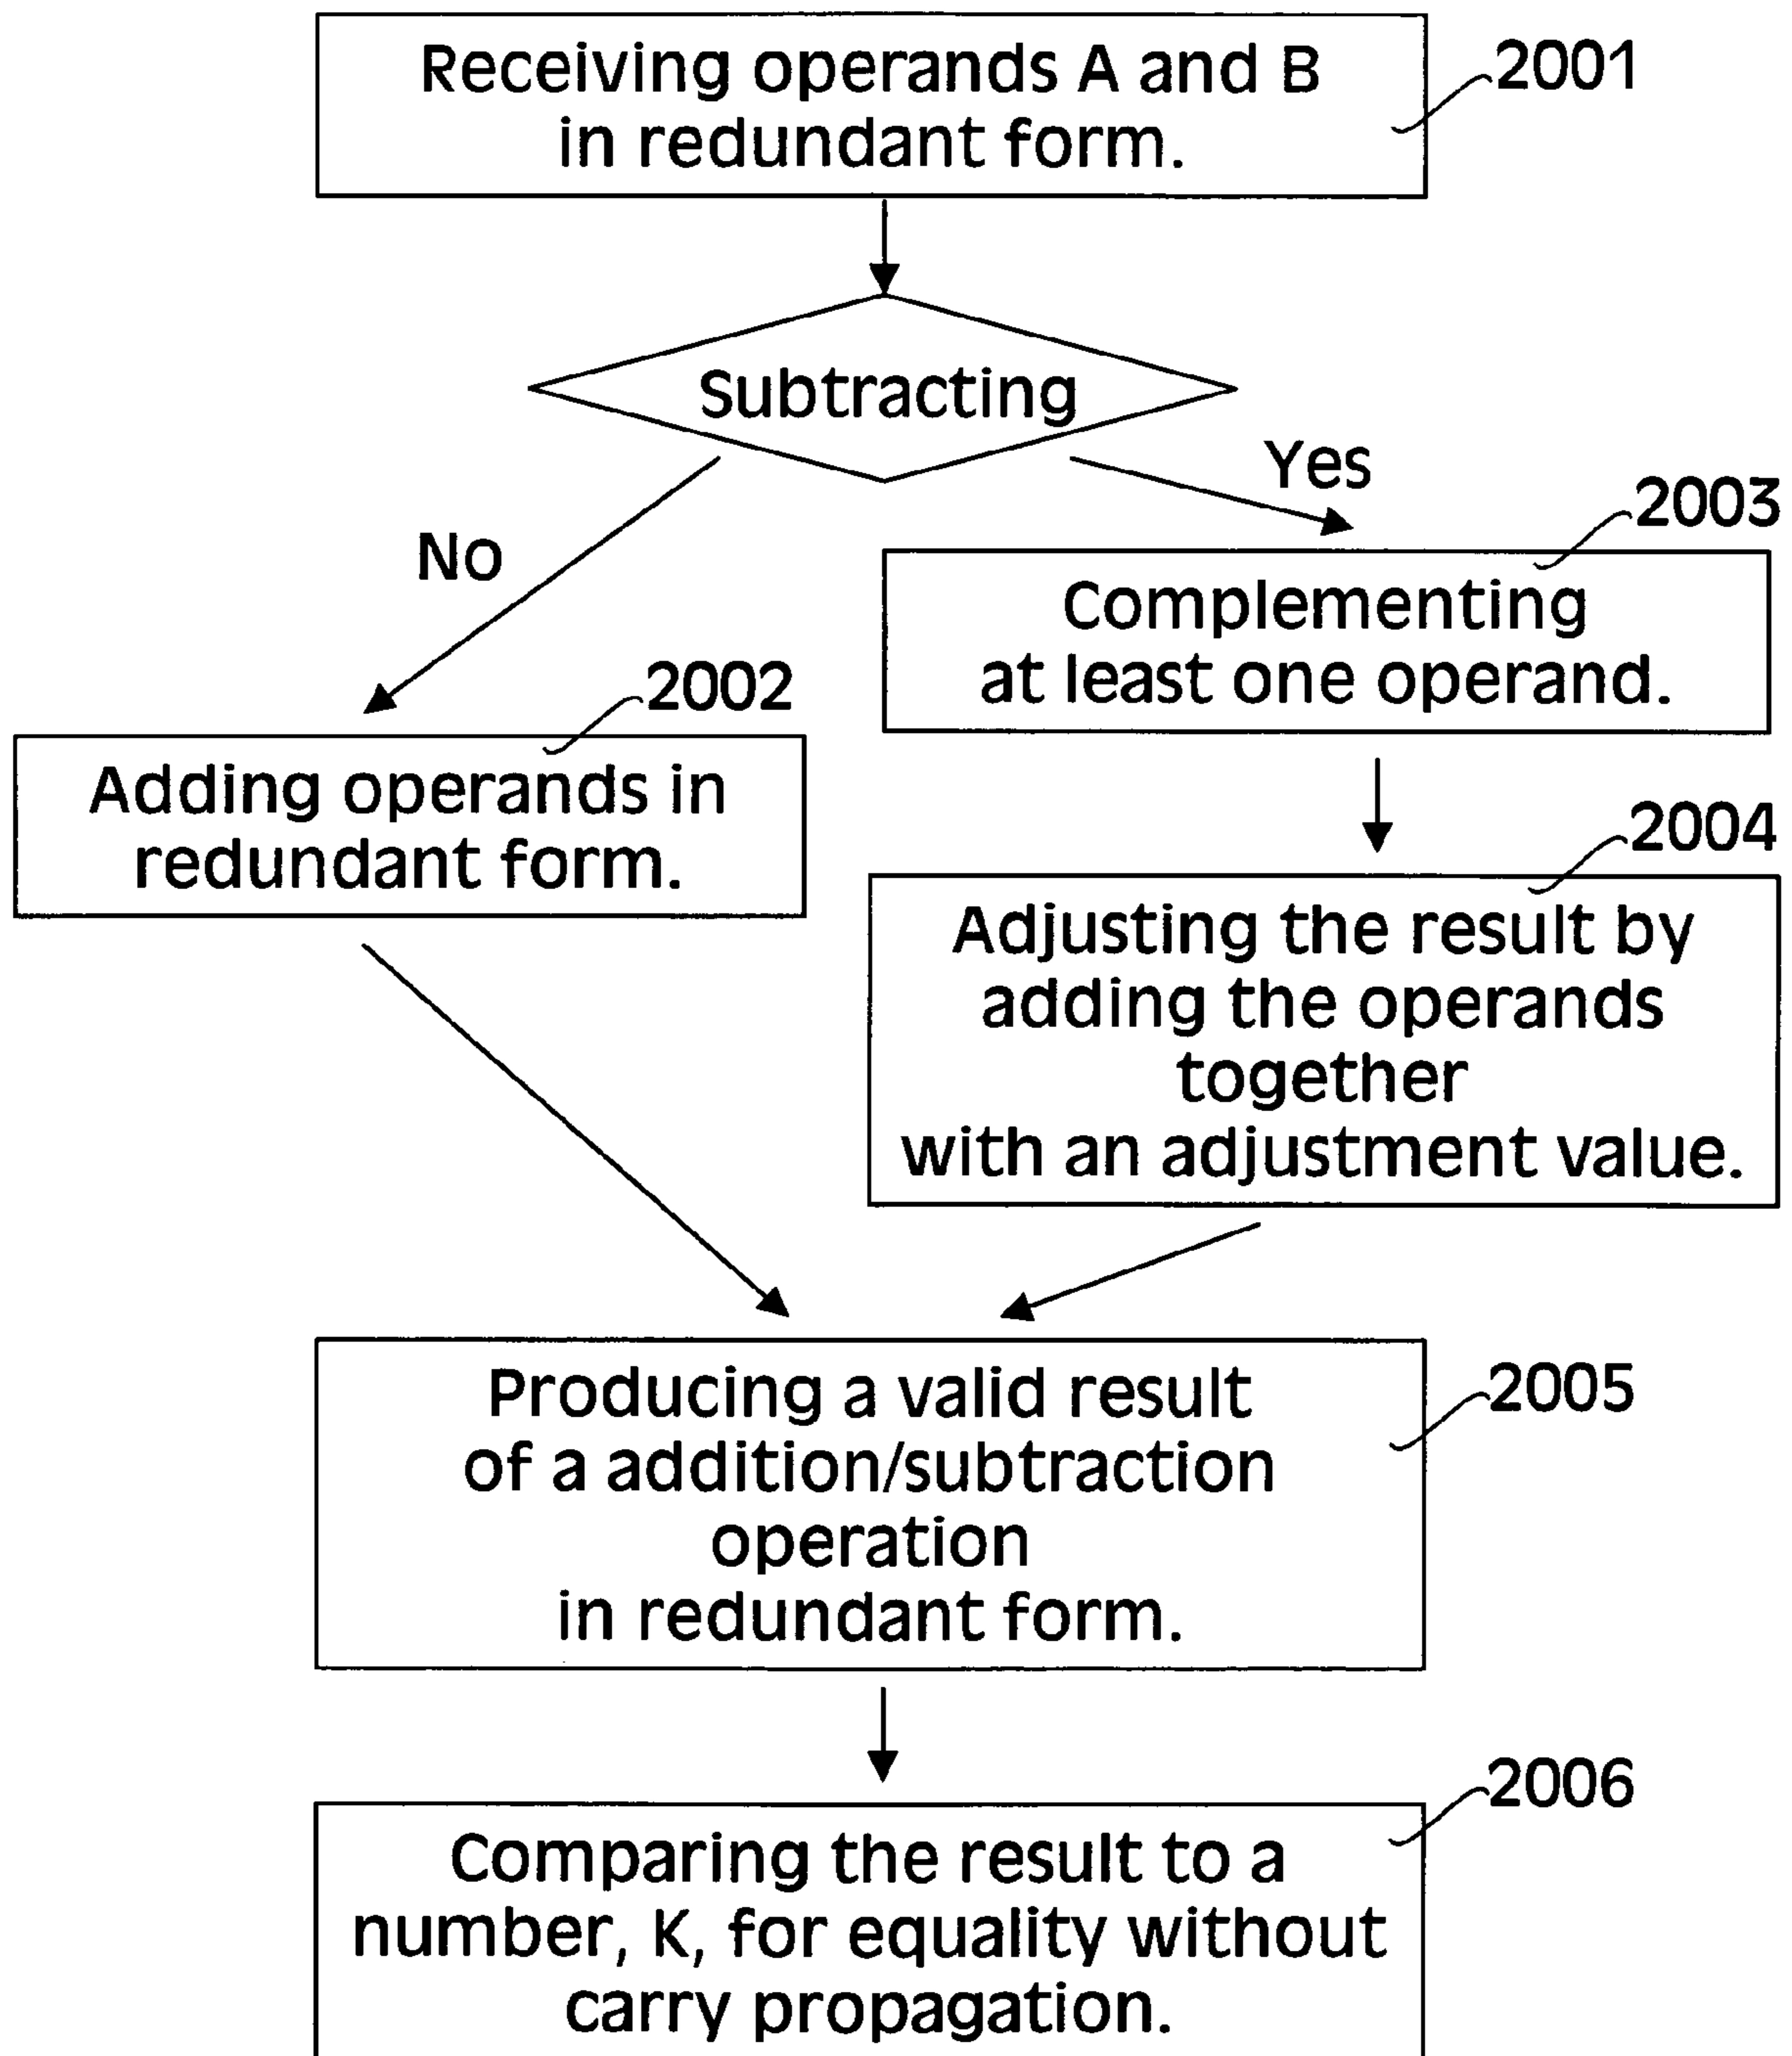 Receiving operands A and B
in redundant form.
2001
Subtracting
Yes
No
2003
Complementing
at least one operand.
2002
Adding operands in
redundant form.
2004
Adjusting the result by
adding the operands
together
with an adjustment value.
Producing a valid result
of a addition/subtraction
operation
in redundant form.
2005
2006
Comparing the result to a
number, K, for equality without
carry propagation.